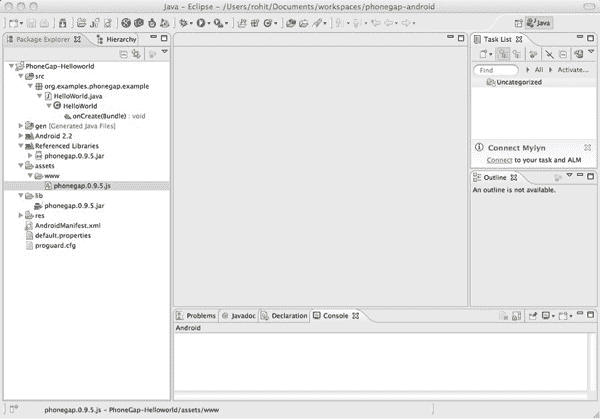 Java - Eclipse - /Users/rohit/Documents/workspaces/phonegap-android
Java
Package Explorer
Hierarchy
PhoneGap-Helloworld
src
org.examples.phonegap.example
HelloWorld.java
HelloWorld
onCreate(Bundle) : void
gen [Generated Java Files]
Android 2.2
Referenced Libraries
phonegap.0.9.5.jar
assets
www
phonegap.0.9.5.js
lib
phonegap.0.9.5.jar
res
AndroidManifest.xml
default.properties
proguard.cfg
Task List
Find
All
Activate...
Uncategorized
Connect Mylyn
Connect to your task and ALM
Outline
An outline is not available.
Problems
Javadoc
Declaration
Console
Android
phonegap.0.9.5.js - PhoneGap-Helloworld/assets/www